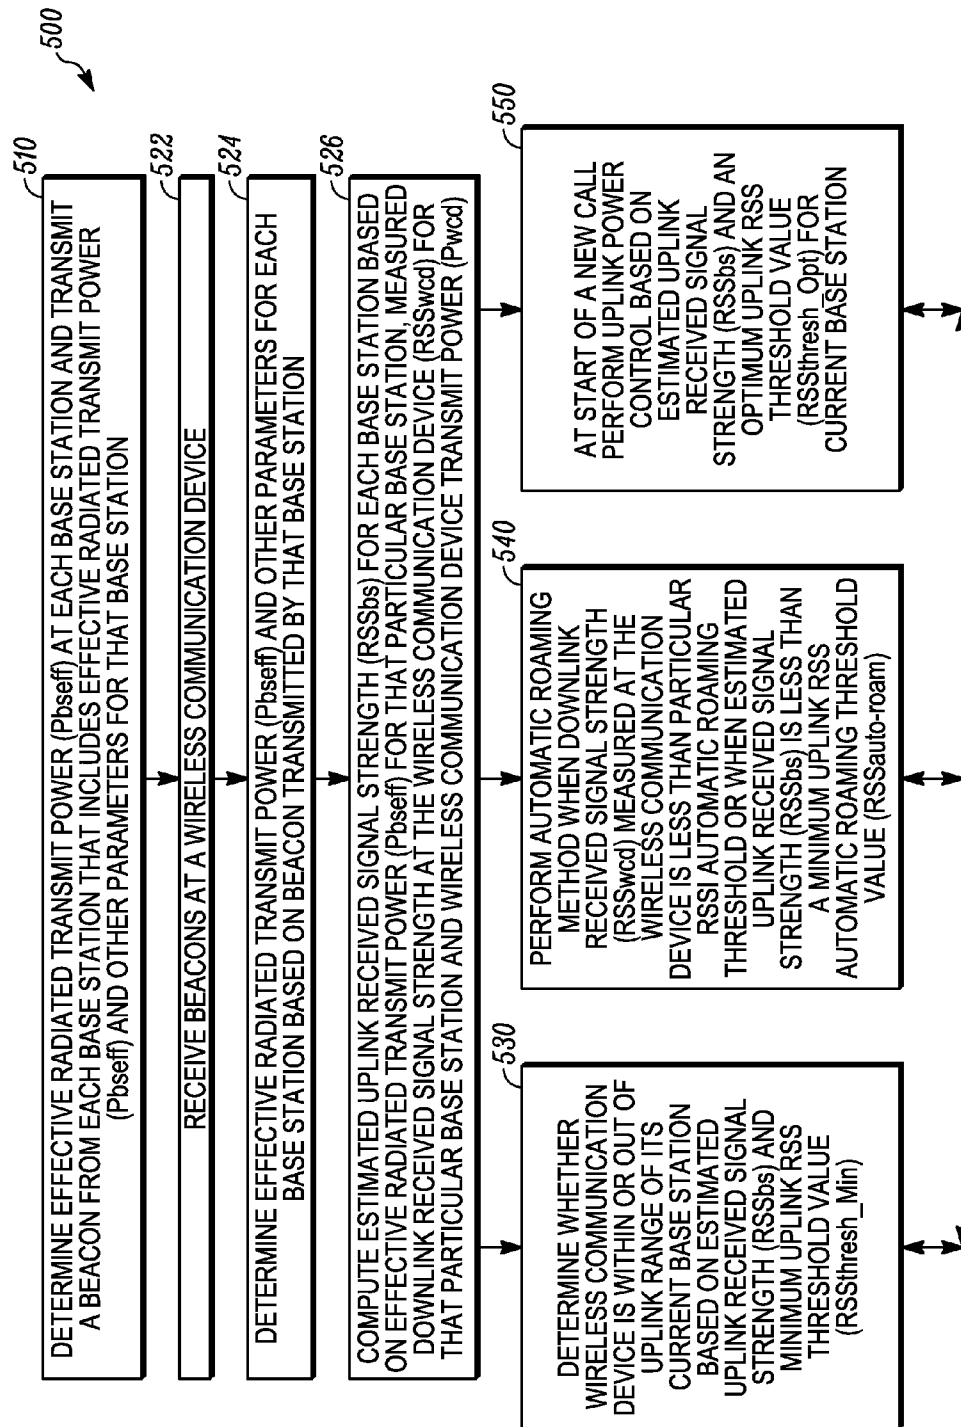 500
510
DETERMINE EFFECTIVE RADIATED TRANSMIT POWER (Pbseff) AT EACH BASE STATION AND TRANSMIT
A BEACON FROM EACH BASE STATION THAT INCLUDES EFFECTIVE RADIATED TRANSMIT POWER
(Pbseff) AND OTHER PARAMETERS FOR THAT BASE STATION
522
RECEIVE BEACONS AT A WIRELESS COMMUNICATION DEVICE
524
DETERMINE EFFECTIVE RADIATED TRANSMIT POWER (Pbseff) AND OTHER PARAMETERS FOR EACH
BASE STATION BASED ON BEACON TRANSMITTED BY THAT BASE STATION
526
COMPUTE ESTIMATED UPLINK RECEIVED SIGNAL STRENGTH (RSSbs) FOR EACH BASE STATION BASED
ON EFFECTIVE RADIATED TRANSMIT POWER (Pbseff) FOR THAT PARTICULAR BASE STATION, MEASURED
DOWNLINK RECEIVED SIGNAL STRENGTH AT THE WIRELESS COMMUNICATION DEVICE (RSSwcd) FOR
THAT PARTICULAR BASE STATION AND WIRELESS COMMUNICATION DEVICE TRANSMIT POWER (Pwcd)
530
DETERMINE WHETHER
WIRELESS COMMUNICATION
DEVICE IS WITHIN OR OUT OF
UPLINK RANGE OF ITS
CURRENT BASE STATION
BASED ON ESTIMATED
UPLINK RECEIVED SIGNAL
STRENGTH (RSSbs) AND
MINIMUM UPLINK RSS
THRESHOLD VALUE
(RSSthresh_Min)
540
PERFORM AUTOMATIC ROAMING
METHOD WHEN DOWNLINK
RECEIVED SIGNAL STRENGTH
(RSSwcd) MEASURED AT THE
WIRELESS COMMUNICATION
DEVICE IS LESS THAN PARTICULAR
RSSI AUTOMATIC ROAMING
THRESHOLD OR WHEN ESTIMATED
UPLINK RECEIVED SIGNAL
STRENGTH (RSSbs) IS LESS THAN
A MINIMUM UPLINK RSS
AUTOMATIC ROAMING THRESHOLD
VALUE (RSSauto-roam)
550
AT START OF A NEW CALL
PERFORM UPLINK POWER
CONTROL BASED ON
ESTIMATED UPLINK
RECEIVED SIGNAL
STRENGTH (RSSbs) AND AN
OPTIMUM UPLINK RSS
THRESHOLD VALUE
(RSSthresh_Opt) FOR
CURRENT BASE STATION